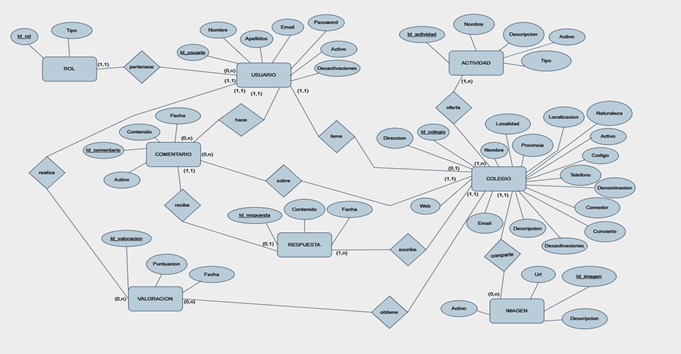 Id_rol
Tipo
ROL
(1,1)
pertenece
(0,n)
Id_usuario
Nombre
Apellidos
Email
Password
Activo
Desactivaciones
USUARIO
(1,1)
(1,1)
(1,1)
(1,1)
Id_actividad
Nombre
Descripcion
Activo
Tipo
ACTIVIDAD
(1,n)
oferta
(1,n)
hace
tiene
(0,1)
realiza
Id_comentario
Contenido
Fecha
Activo
COMENTARIO
(0,n)
(0,n)
(1,1)
sobre
(1,1)
recibe
(0,1)
Direccion
Id_colegio
Nombre
Localidad
Provincia
Localizacion
Naturaleza
Activo
Codigo
Telefono
Denominacion
Comedor
Concierto
Desactivaciones
Descripcion
Email
Web
COLEGIO
(1,1)
(1,1)
Id_respuesta
Contenido
Fecha
RESPUESTA
(1,n)
escribe
Id_valoracion
Puntuacion
Fecha
VALORACION
(0,n)
(0,n)
obtiene
comparte
(0,n)
Activo
Url
Id_imagen
Descripcion
IMAGEN